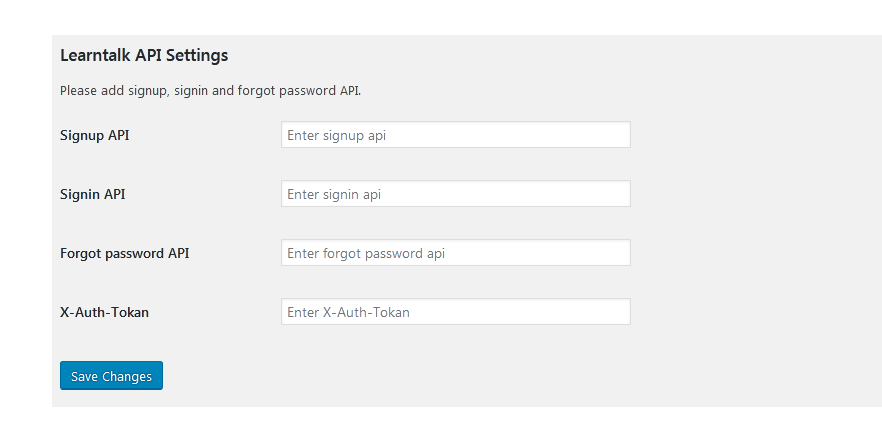 Learntalk API Settings
Please add signup, signin and forgot password API.
Signup API
Enter signup api
Signin API
Enter signin api
Forgot password API
Enter forgot password api
X-Auth-Tokan
Enter X-Auth-Tokan
Save Changes